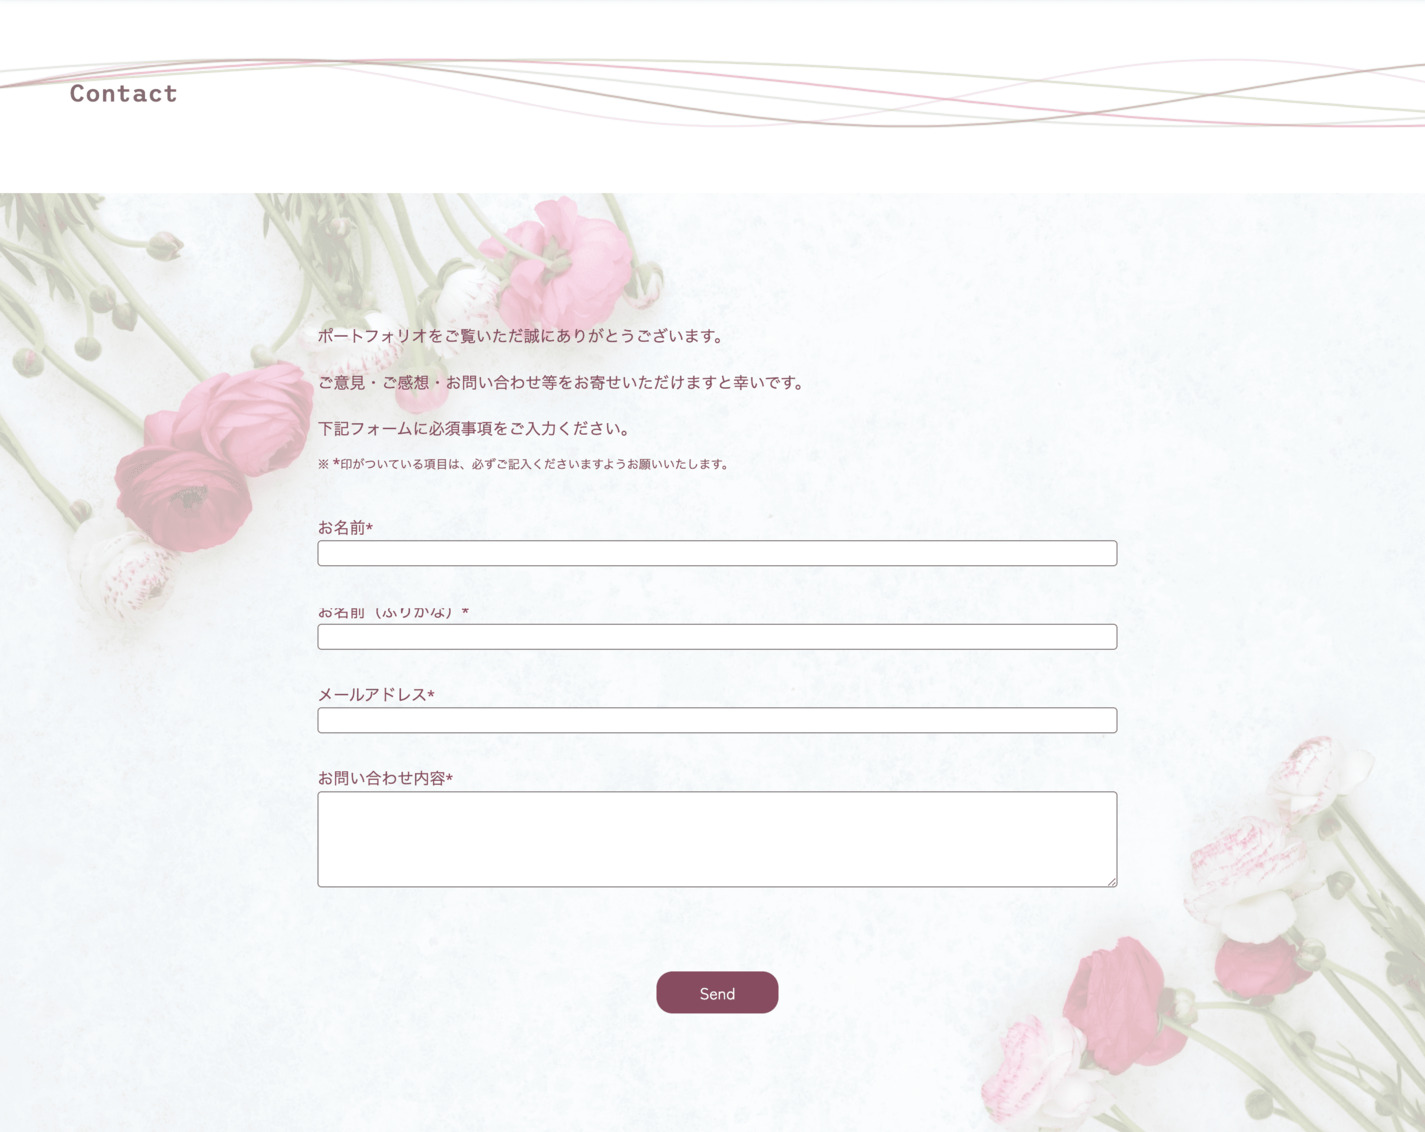 Contact
ポートフォリオをご覧いただ誠にありがとうございます。
ご意見・ご感想・お問い合わせ等をお寄せいただけますと幸いです。
下記フォームに必須事項をご入力ください。
※ *印がついている項目は、必ずご記入くださいますようお願いいたします。
お名前*
お名前（ふりがな）*
メールアドレス*
お問い合わせ内容*
Send